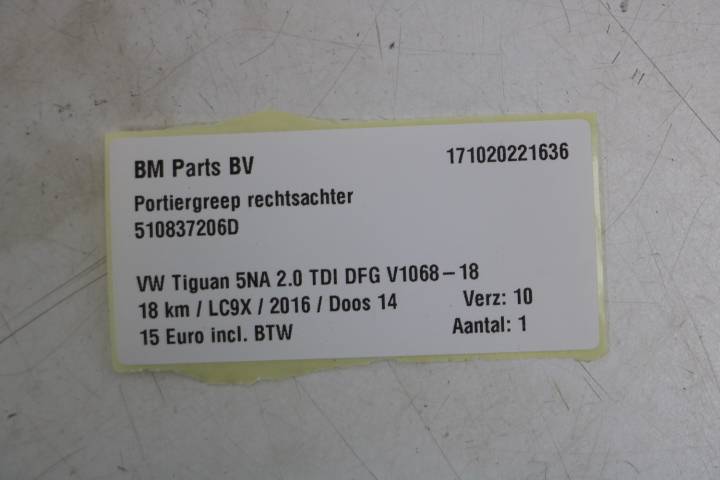 BM Parts BV 171020221636
Portiergreep rechtsachter
510837206D
VW Tiguan 5NA 2.0 TDI DFG V1068-18
18 km / LC9X / 2016 / Doos 14 Verz: 10
15 Euro incl. BTW Aantal: 1